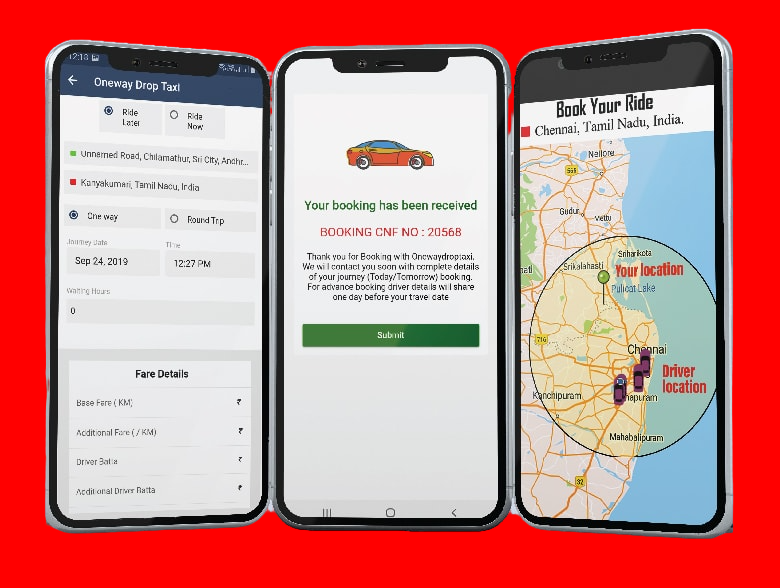 12:18
Oneway Drop Taxi
Ride Later
Ride Now
Unnamed Road, Chilamathur, Sri City, Andhr...
Kanyakumari, Tamil Nadu, India
One way
Round Trip
Journey Date
Time
Sep 24, 2019
12:27 PM
Waiting Hours
0
Fare Details
Base Fare ( KM) ₹
Additional Fare ( / KM) ₹
Driver Batta ₹
Additional Driver Batta ₹
Your booking has been received
BOOKING CNF NO : 20568
Thank you for Booking with Onewaydroptaxi.
We will contact you soon with complete details
of your journey (Today/Tomorrow) booking.
For advance booking driver details will share
one day before your travel date
Submit
Book Your Ride
Chennai, Tamil Nadu, India.
Nellore
565
Gudur
Vettu
Sriharikota
Srikalahasti
Your location
Pulicat Lake
716
Chennai
Driver
location
Kanchipuram
Mahabalipuram
32